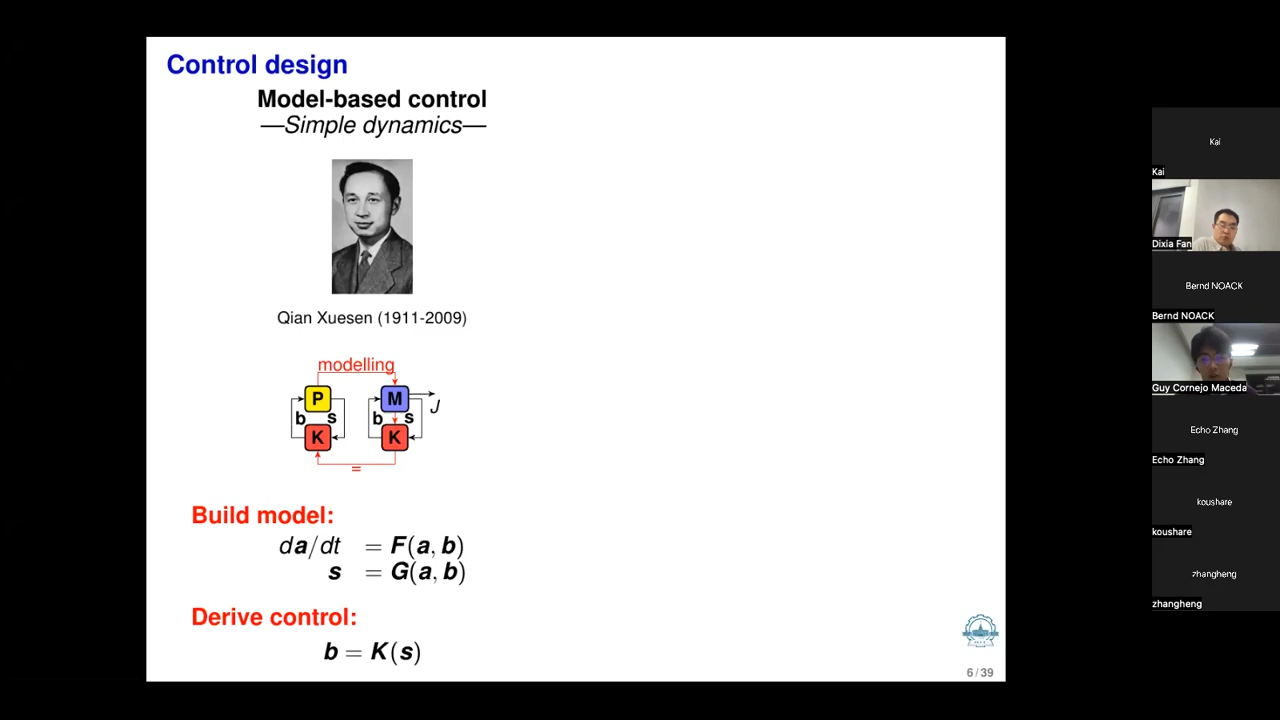 Control design
Model-based control
—Simple dynamics—
Qian Xuesen (1911-2009)
modelling
P
M
J
b s
b s
K
K
=
Build model:
da/dt = F(a, b)
s = G(a, b)
Derive control:
b = K(s)
6 / 39
Kai
Kai
Dixia Fan
Bernd NOACK
Bernd NOACK
Guy Cornejo Maceda
Echo Zhang
Echo Zhang
koushare
koushare
zhangheng
zhangheng